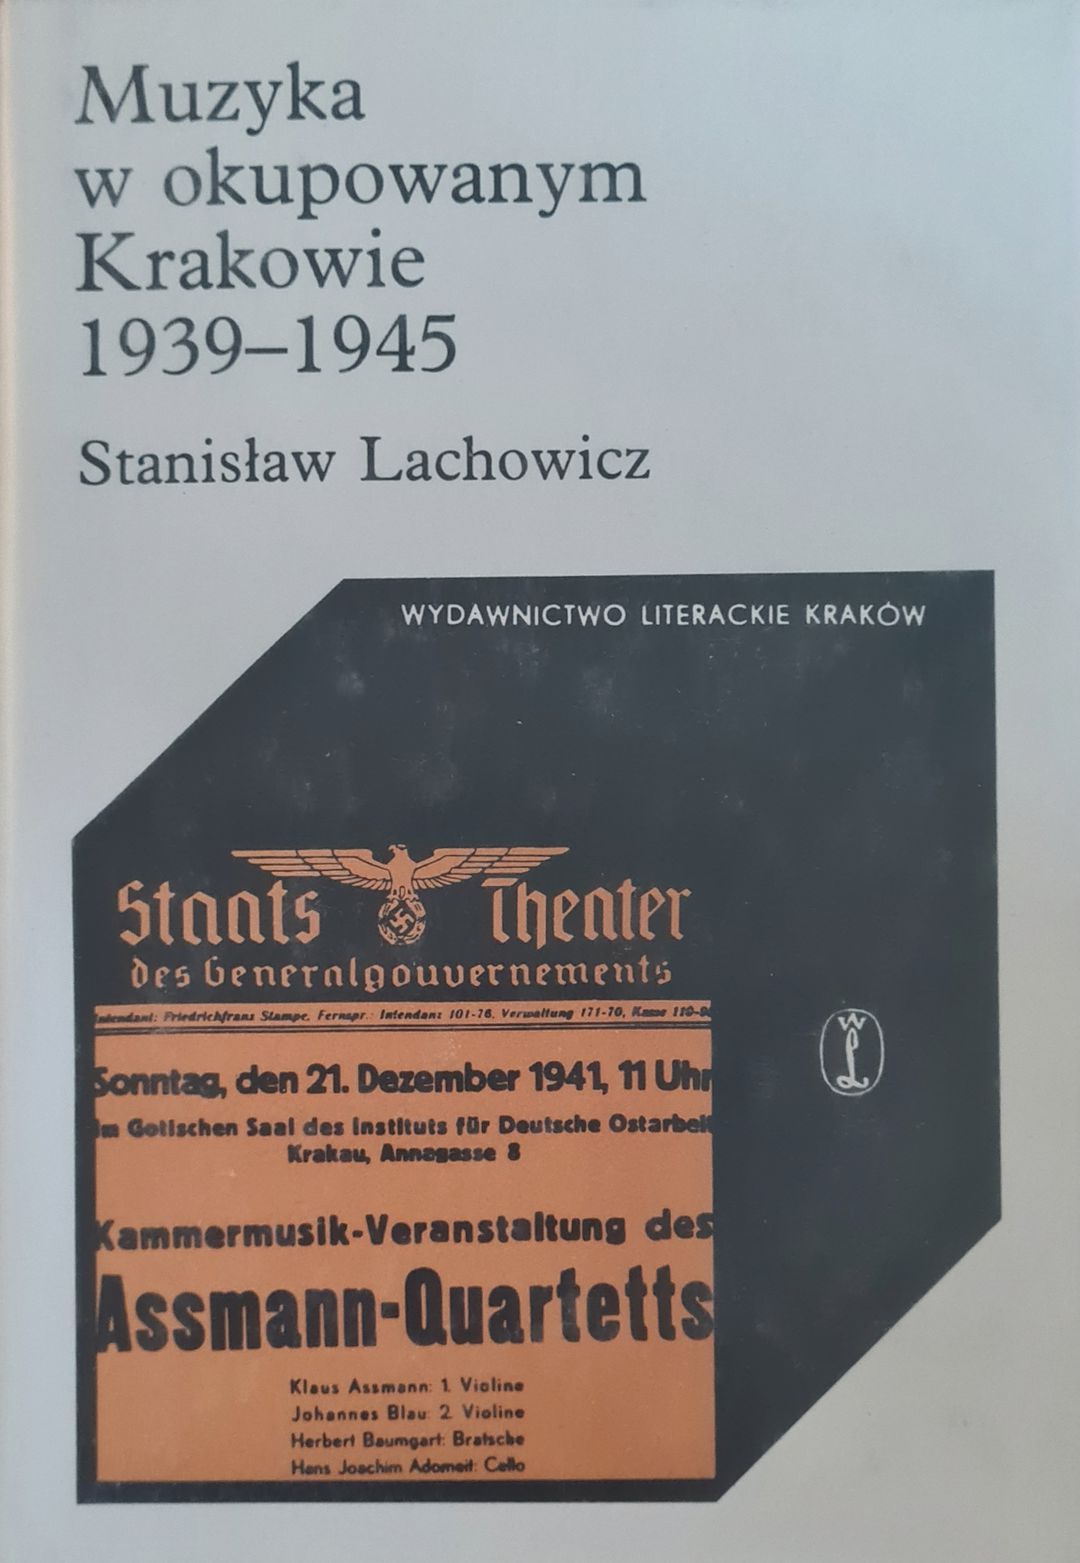 Muzyka
w okupowanym
Krakowie
1939–1945
Stanisław Lachowicz
WYDAWNICTWO LITERACKIE KRAKÓW
Staats Theater
des Generalgouvernements
Intendant: Friedrichfranz Stampe. Fernspr.: Intendanz 101-76. Verwaltung 171-70, Kasse
Sonntag, den 21. Dezember 1941, 11 Uhr
im Gotischen Saal des Instituts für Deutsche Ostarbeit
Krakau, Annagasse 8
Kammermusik-Veranstaltung des
Assmann-Quartetts
Klaus Assmann: 1. Violine
Johannes Blau: 2. Violine
Herbert Baumgart: Bratsche
Hans Joachim Adomeit: Cello
WL